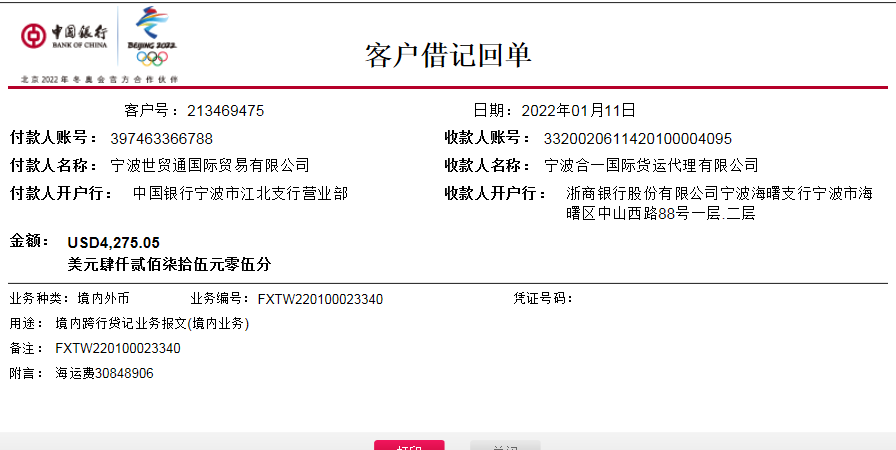 中国银行
BANK OF CHINA
BEIJING 2022
北京2022年冬奥会官方合作伙伴
客户借记回单
客户号：213469475 日期：2022年01月11日
付款人账号：397463366788 收款人账号：3320020611420100004095
付款人名称：宁波世贸通国际贸易有限公司 收款人名称：宁波合一国际货运代理有限公司
付款人开户行：中国银行宁波市江北支行营业部 收款人开户行：浙商银行股份有限公司宁波海曙支行宁波市海
曙区中山西路88号一层.二层
金额：USD4,275.05
美元肆仟贰佰柒拾伍元零伍分
业务种类：境内外币 业务编号：FXTW220100023340 凭证号码：
用途：境内跨行贷记业务报文(境内业务)
备注：FXTW220100023340
附言：海运费30848906